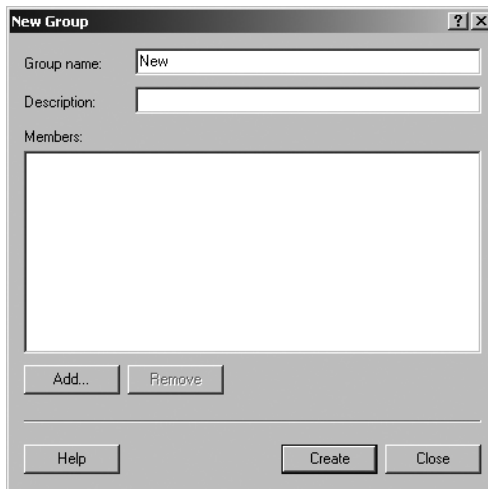 New Group
Group name: New
Description:
Members:
Add... Remove
Help Create Close